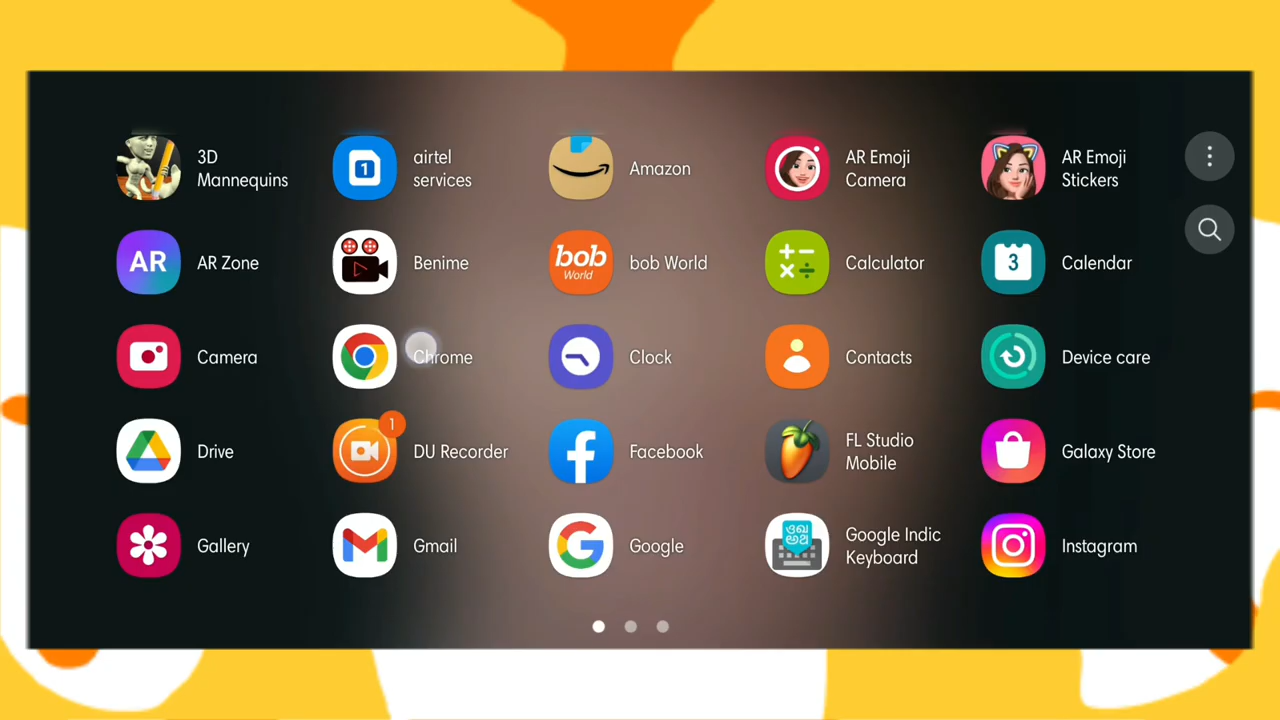 3D
Mannequins
airtel
services
1
Amazon
AR Emoji
Camera
AR Emoji
Stickers
AR
AR Zone
Benime
bob
World
bob World
Calculator
3
Calendar
Camera
Chrome
Clock
Contacts
Device care
Drive
1
DU Recorder
Facebook
FL Studio
Mobile
Galaxy Store
Gallery
Gmail
Google
Google Indic
Keyboard
Instagram